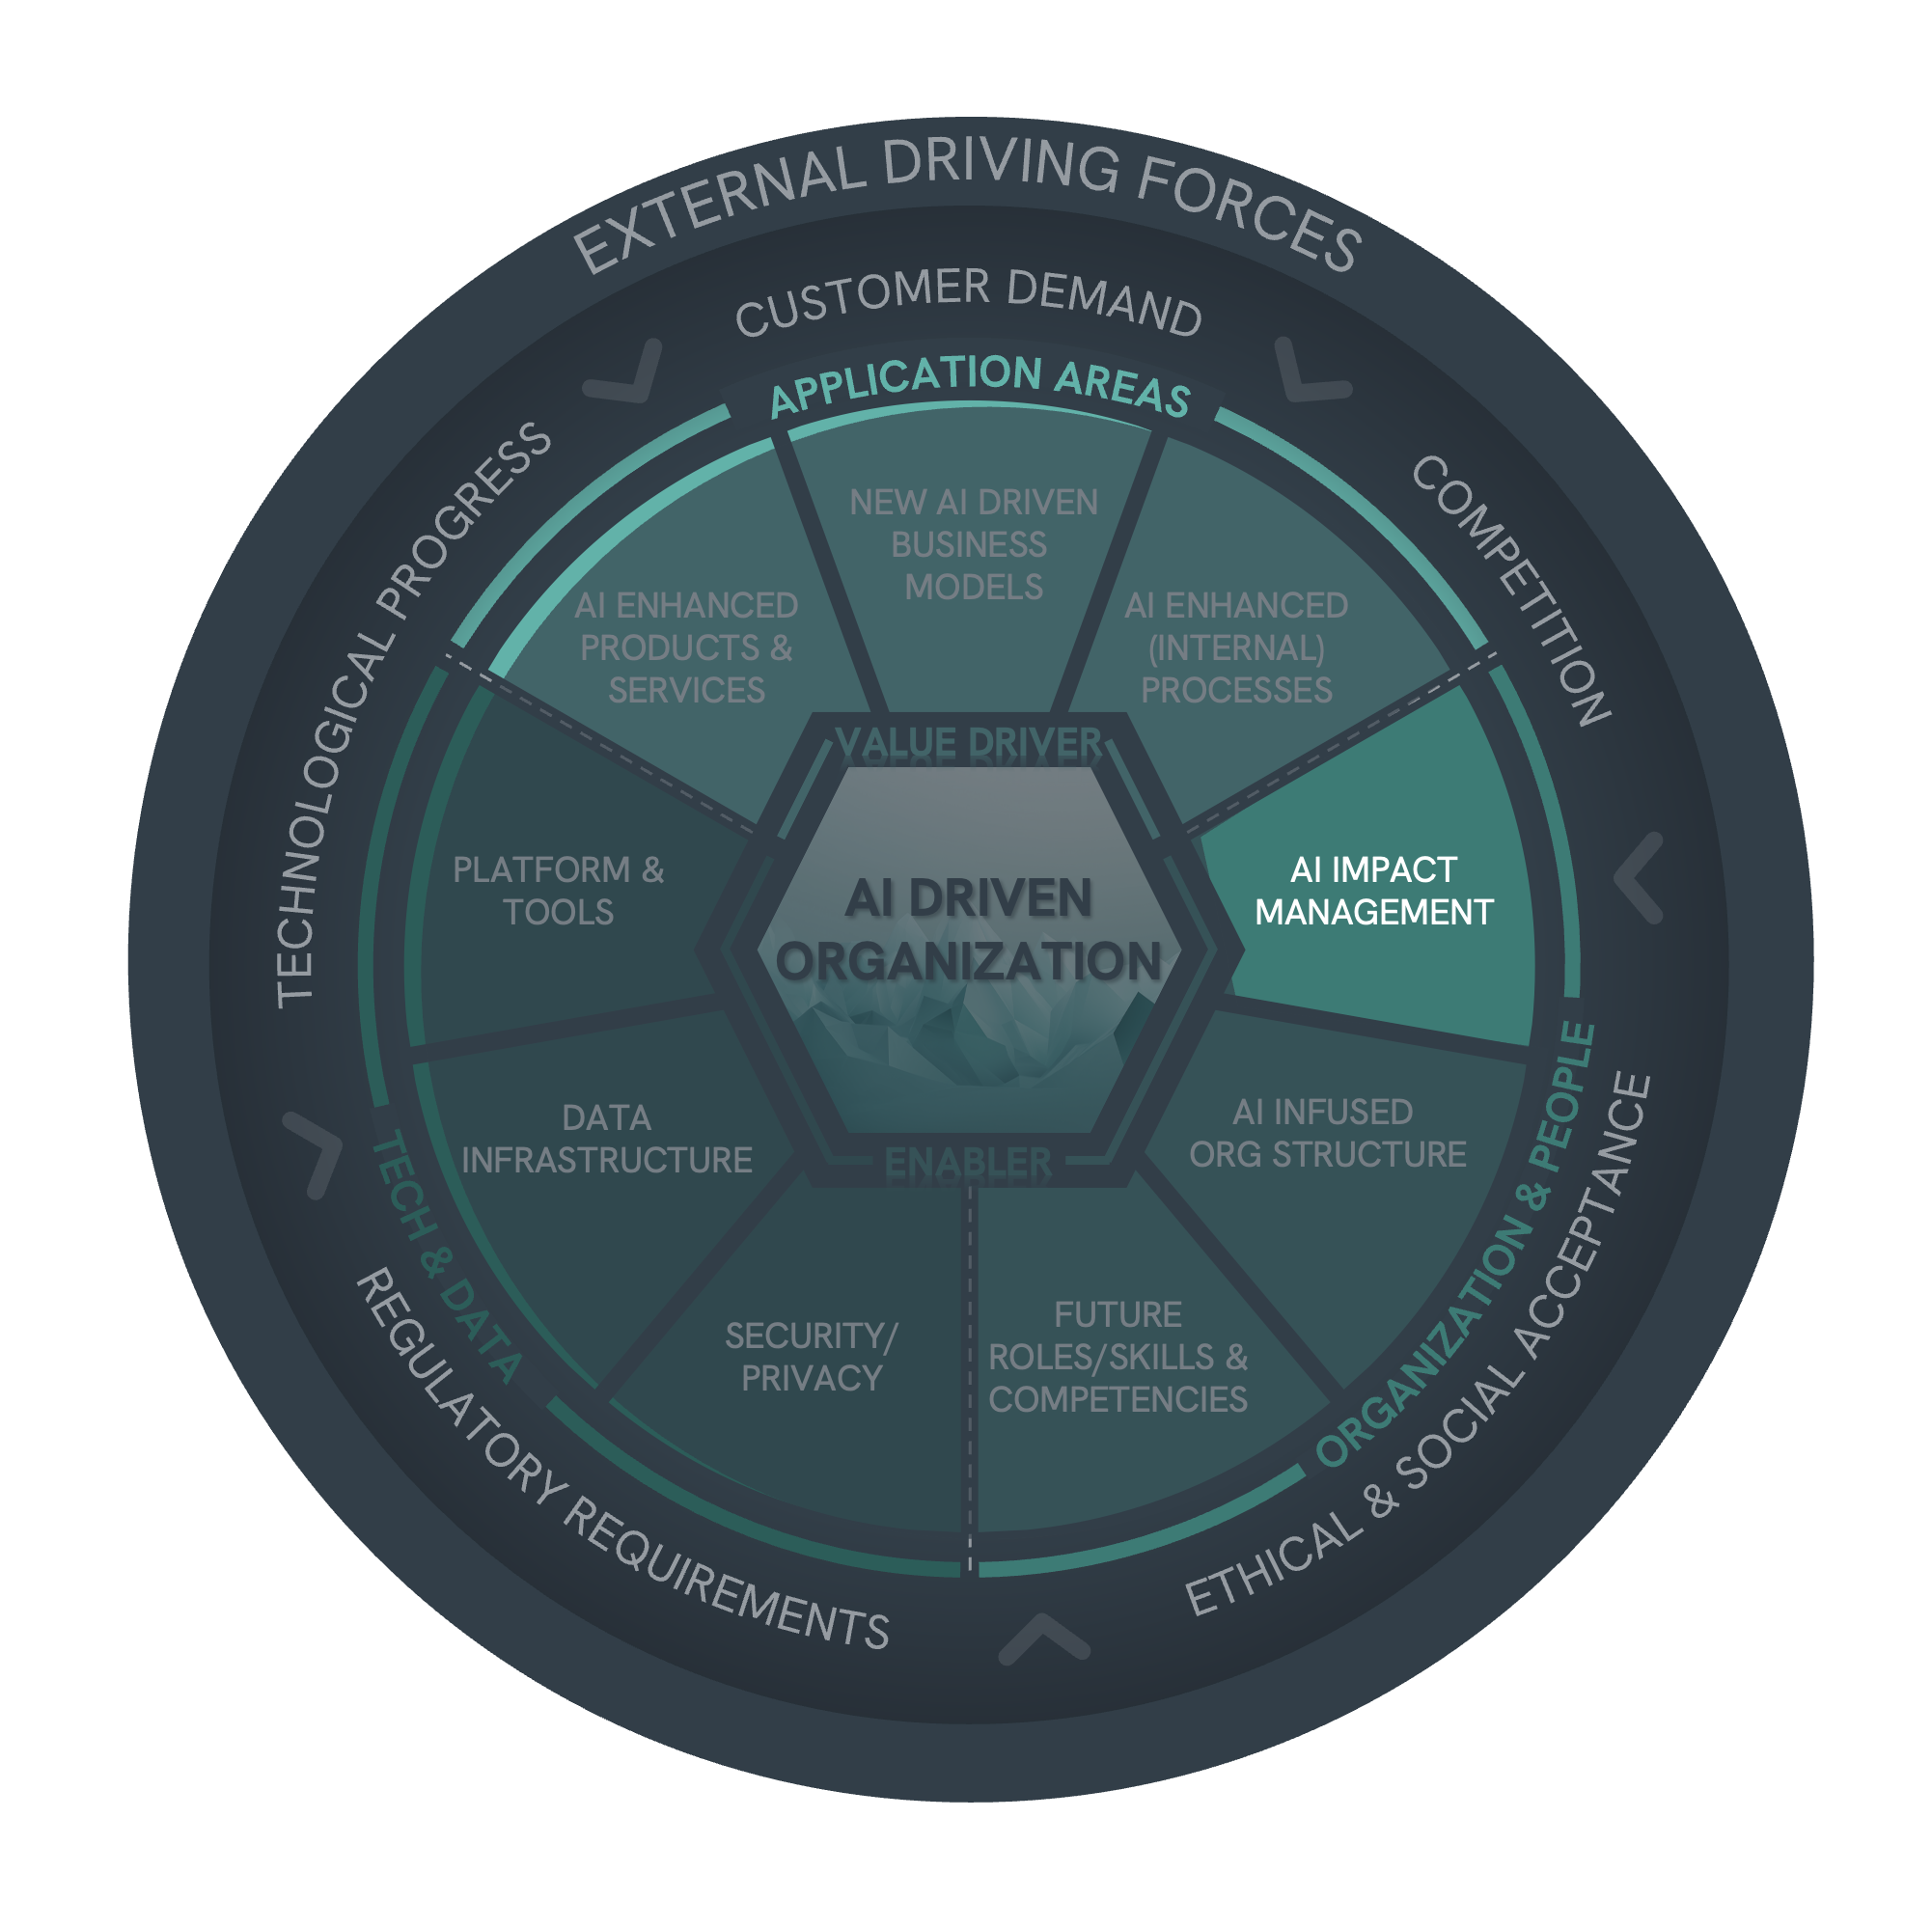 EXTERNAL DRIVING FORCES
CUSTOMER DEMAND
TECHNOLOGICAL PROGRESS
COMPETITION
APPLICATION AREAS
NEW AI DRIVEN
BUSINESS
MODELS
AI ENHANCED
PRODUCTS &
SERVICES
AI ENHANCED
(INTERNAL)
PROCESSES
VALUE DRIVER
PLATFORM &
TOOLS
AI DRIVEN
ORGANIZATION
AI IMPACT
MANAGEMENT
DATA
INFRASTRUCTURE
AI INFUSED
ORG STRUCTURE
ENABLER
SECURITY/
PRIVACY
FUTURE
ROLES/SKILLS &
COMPETENCIES
TECH & DATA
ORGANIZATION & PEOPLE
REGULATORY REQUIREMENTS
ETHICAL & SOCIAL ACCEPTANCE